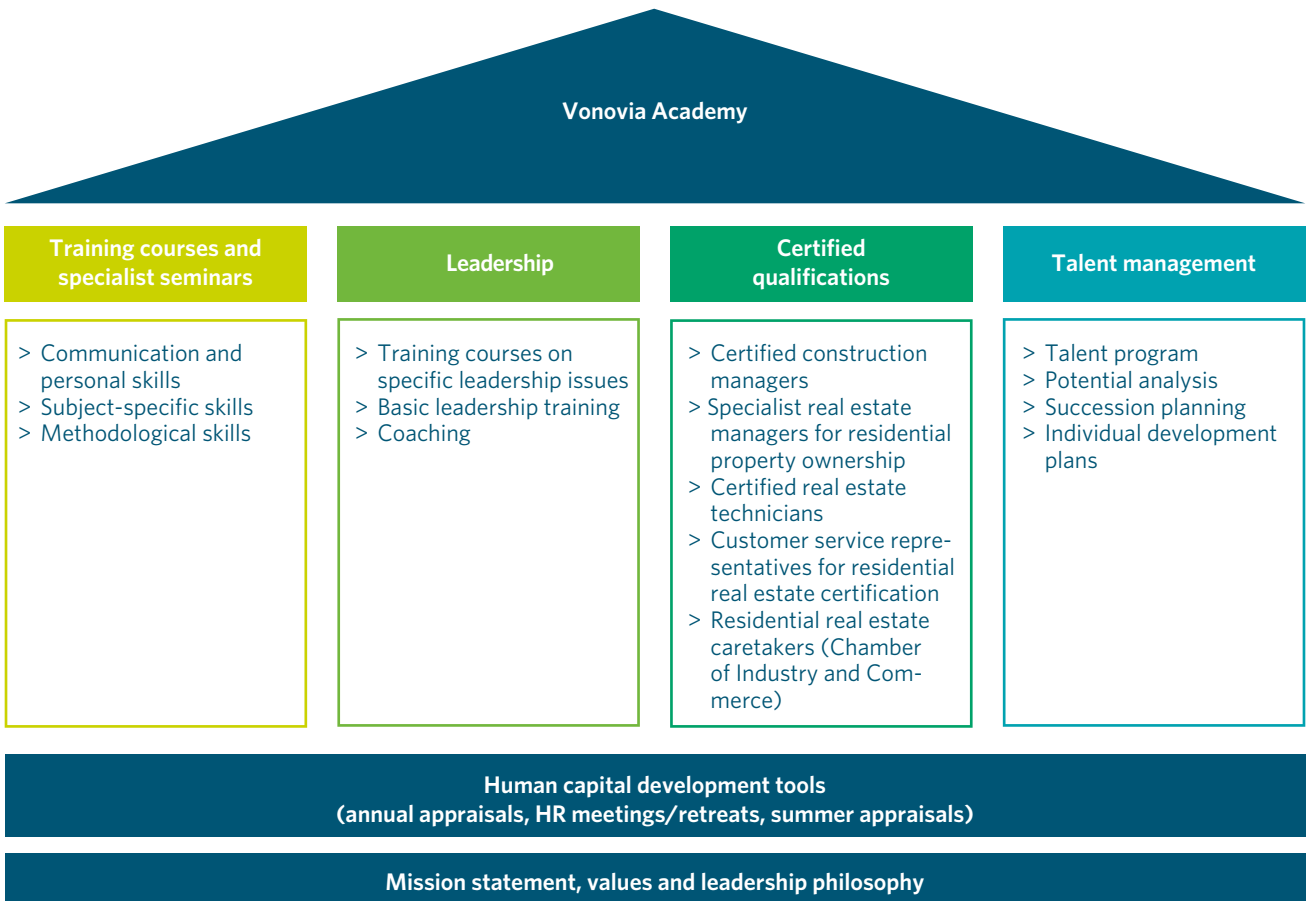 Vonovia Academy
Training courses and
specialist seminars
> Communication and
personal skills
> Subject-specific skills
> Methodological skills
Leadership
> Training courses on
specific leadership issues
> Basic leadership training
> Coaching
Certified
qualifications
> Certified construction
managers
> Specialist real estate
managers for residential
property ownership
> Certified real estate
technicians
> Customer service repre-
sentatives for residential
real estate certification
> Residential real estate
caretakers (Chamber
of Industry and Com-
merce)
Talent management
> Talent program
> Potential analysis
> Succession planning
> Individual development
plans
Human capital development tools
(annual appraisals, HR meetings/retreats, summer appraisals)
Mission statement, values and leadership philosophy